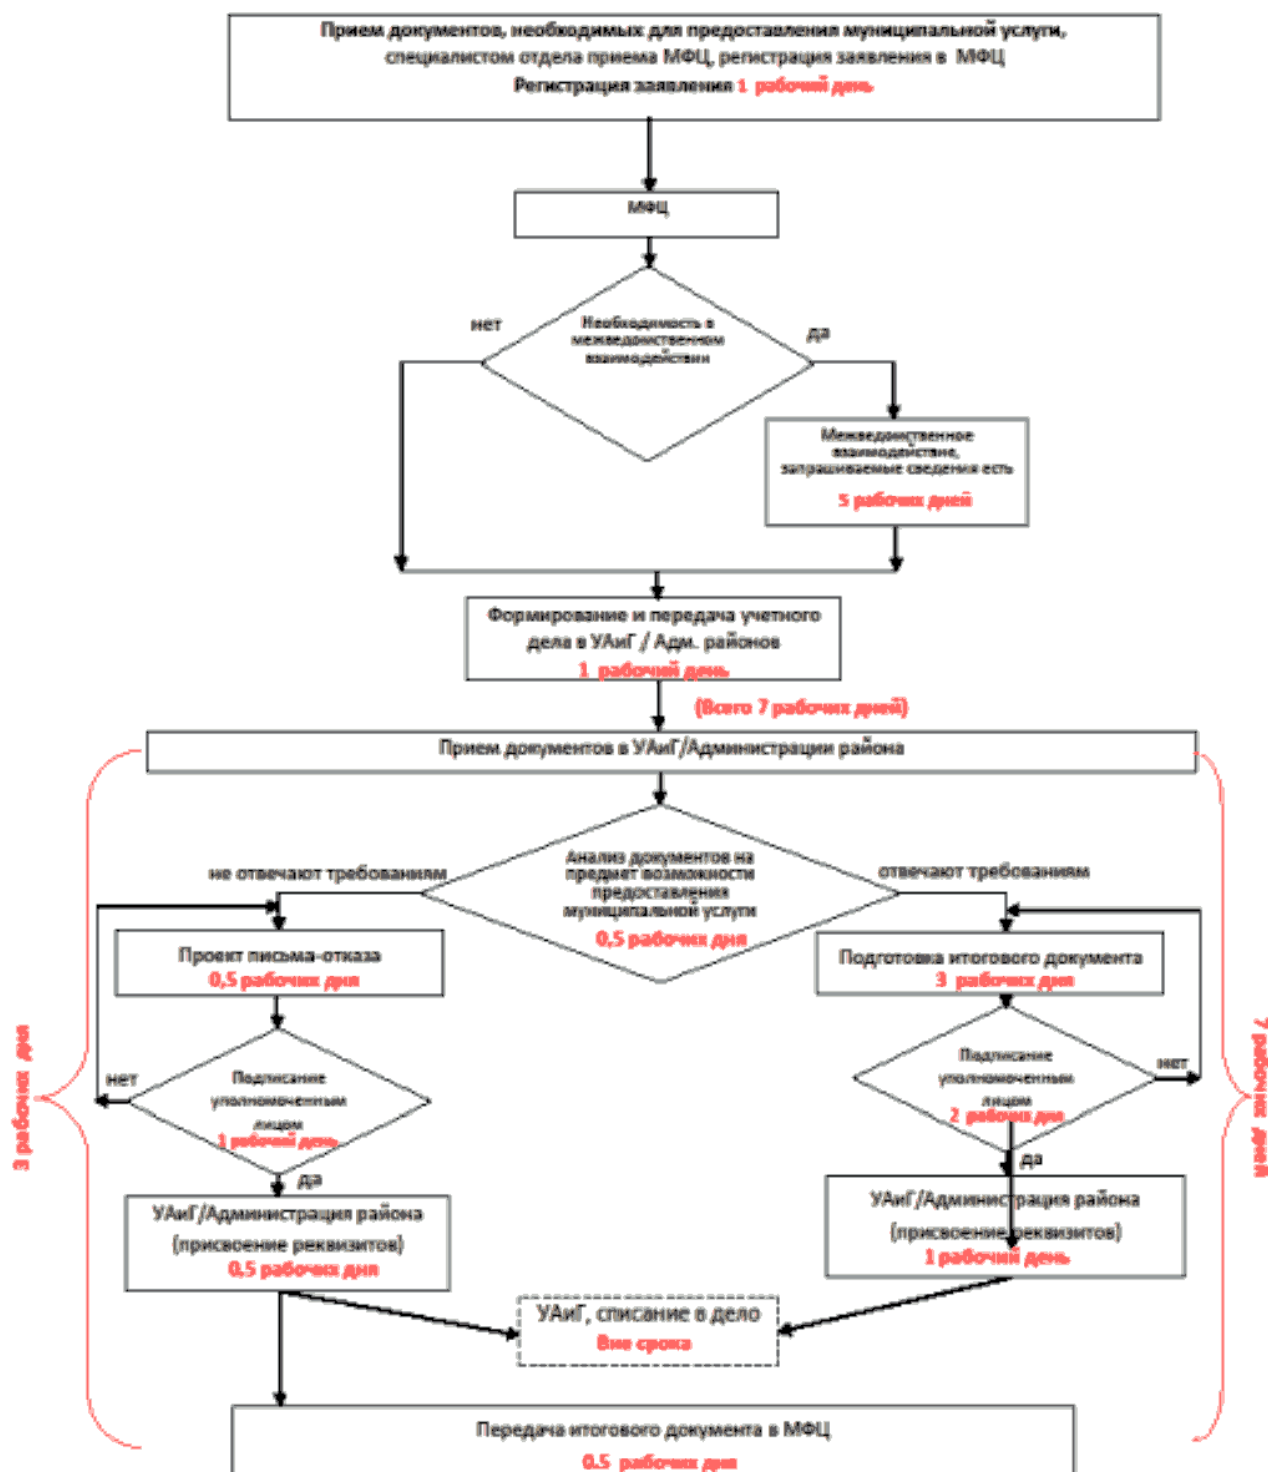 Прием документов, необходимых для предоставления муниципальной услуги,
специалистом отдела приема МФЦ, регистрация заявления в МФЦ
Регистрация заявления 1 рабочий день
МФЦ
нет
Необходимость в
межведомственном
взаимодействии
да
Межведомственное
взаимодействие,
запрашиваемые сведения есть
5 рабочих дней
Формирование и передача учетного
дела в УАиГ / Адм. районов
1 рабочий день
(Всего 7 рабочих дней)
Прием документов в УАиГ/Администрации района
не отвечают требованиям
Анализ документов на
предмет возможности
предоставления
муниципальной услуги
0,5 рабочих дня
отвечают требованиям
Проект письма-отказа
0,5 рабочих дня
Подготовка итогового документа
3 рабочих дня
нет
Подписание
уполномоченным
лицом
1 рабочий день
да
Подписание
уполномоченным
лицом
2 рабочих дня
нет
да
3 рабочих дня
7 рабочих дней
УАиГ/Администрация района
(присвоение реквизитов)
0,5 рабочих дня
УАиГ/Администрация района
(присвоение реквизитов)
1 рабочий день
УАиГ, списание в дело
Вне срока
Передача итогового документа в МФЦ
0.5 рабочих дня